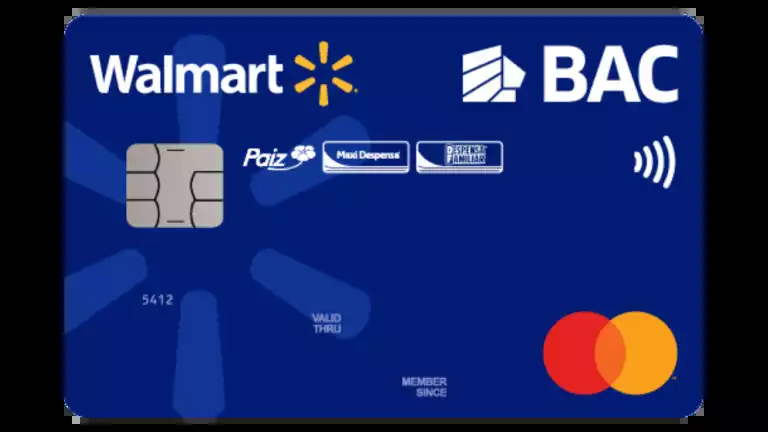 Walmart
BAC
Paiz
Maxi Despensa
DESPENSA
FAMILIAR
5412
VALID
THRU
MEMBER
SINCE